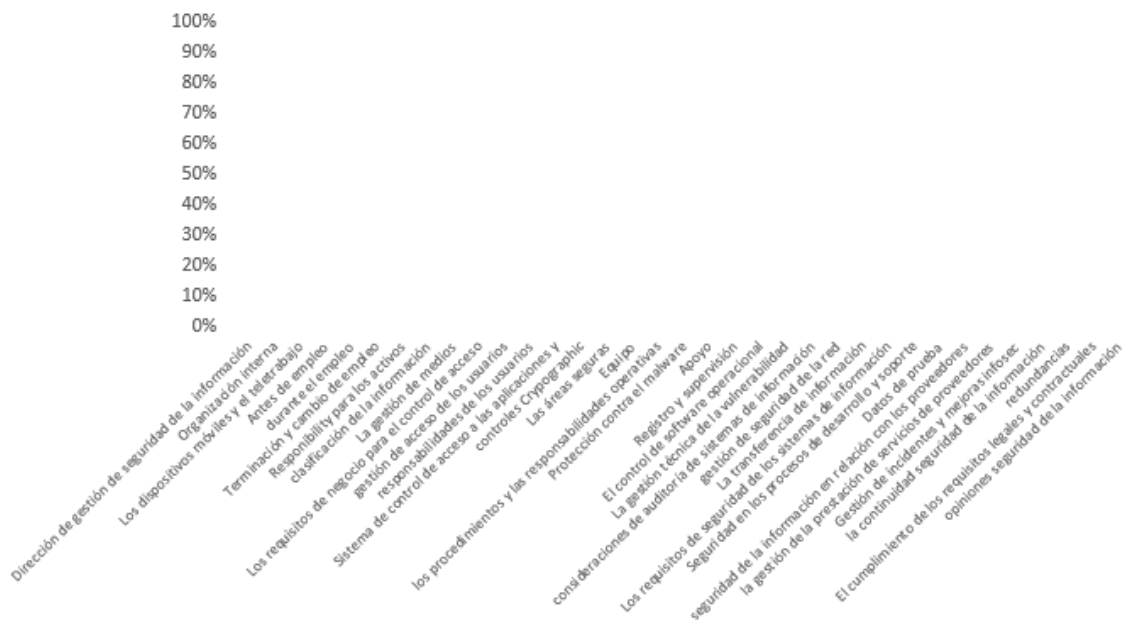 100%
90%
80%
70%
60%
50%
40%
30%
20%
10%
0%
Dirección de gestión de seguridad de la información
Organización interna
Los dispositivos móviles y el teletrabajo
Antes de empleo
durante el empleo
Terminación y cambio de empleo
Responibility para los activos
clasificación de la información
La gestión de medios
Los requisitos de negocio para el control de acceso
gestión de acceso de los usuarios
responsabilidades de los usuarios
Sistema de control de acceso a las aplicaciones y
controles Crypographic
Las áreas seguras
Equipo
los procedimientos y las responsabilidades operativas
Protección contra el malware
Apoyo
Registro y supervisión
El control de software operacional
La gestión técnica de la vulnerabilidad
consideraciones de auditoría de sistemas de información
gestión de seguridad de la red
La transferencia de información
Los requisitos de seguridad de los sistemas de información
Seguridad en los procesos de desarrollo y soporte
Datos de prueba
seguridad de la información en relación con los proveedores
la gestión de la prestación de servicios de proveedores
Gestión de incidentes y mejoras infosec
la continuidad seguridad de la información
redundancias
El cumplimiento de los requisitos legales y contractuales
opiniones seguridad de la información